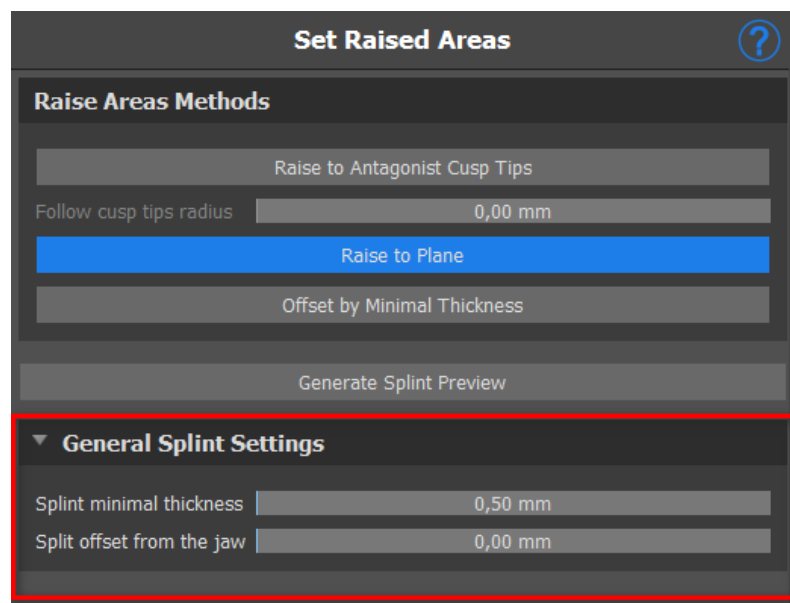 Set Raised Areas
?
Raise Areas Methods
Raise to Antagonist Cusp Tips
Follow cusp tips radius 0,00 mm
Raise to Plane
Offset by Minimal Thickness
Generate Splint Preview
General Splint Settings
Splint minimal thickness 0,50 mm
Split offset from the jaw 0,00 mm